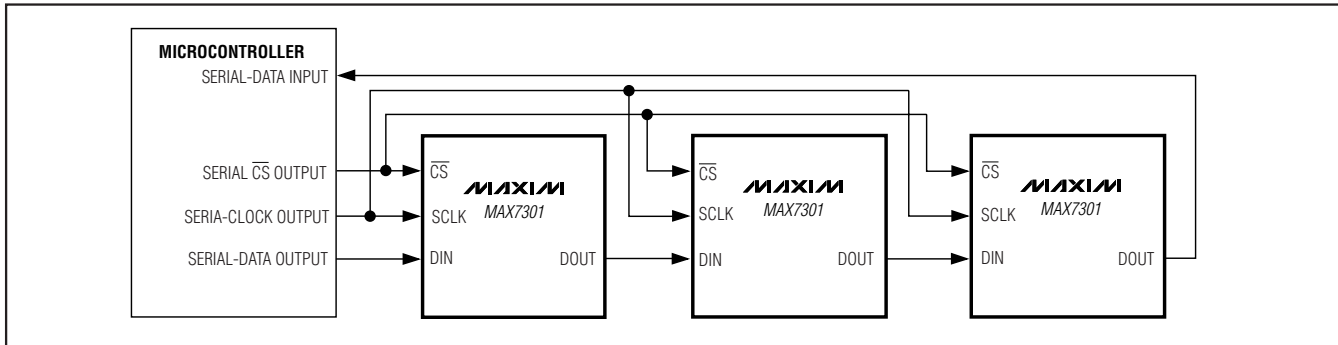 MICROCONTROLLER
SERIAL-DATA INPUT
SERIAL CS OUTPUT
SERIA-CLOCK OUTPUT
SERIAL-DATA OUTPUT
CS
SCLK
DIN
DOUT
MAXIM
MAX7301
CS
SCLK
DIN
DOUT
MAXIM
MAX7301
CS
SCLK
DIN
DOUT
MAXIM
MAX7301